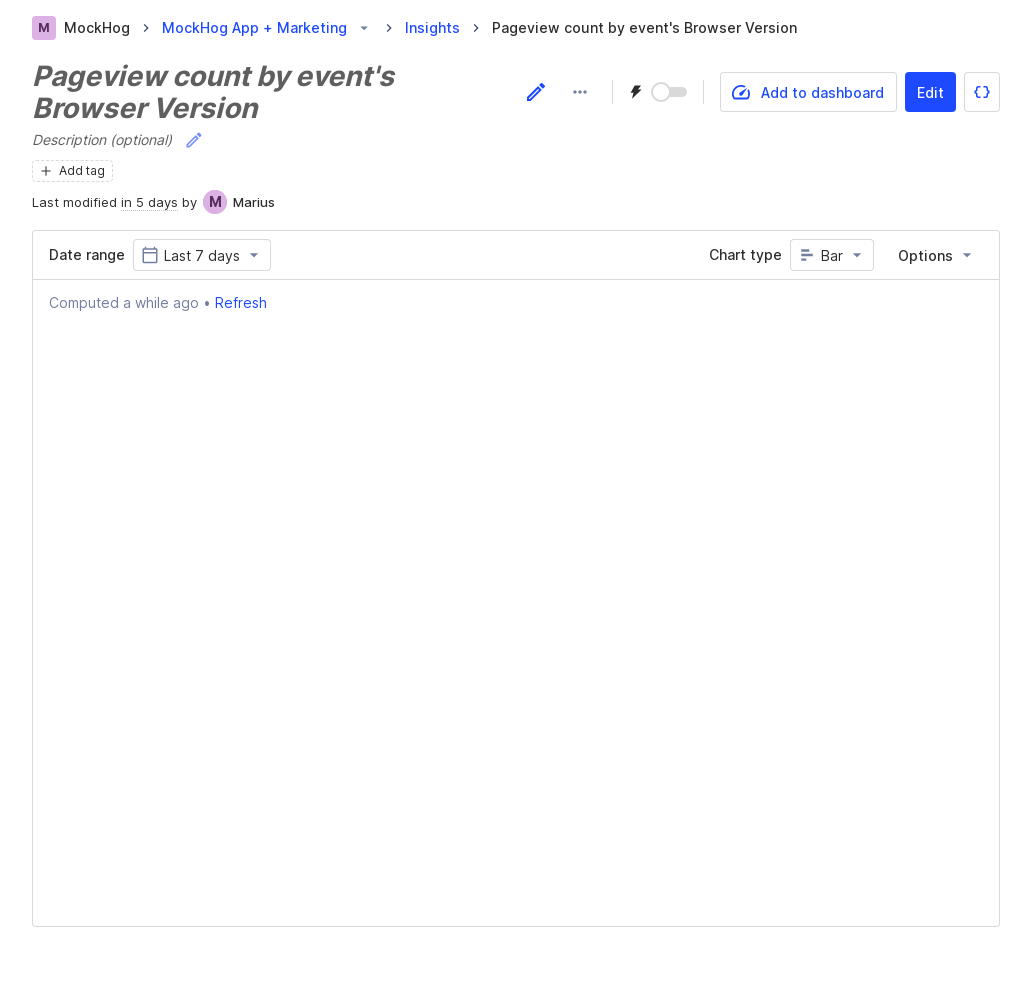 M MockHog MockHog App + Marketing Insights Pageview count by event's Browser Version
Pageview count by event's
Browser Version
Add to dashboard Edit {}
Description (optional)
+ Add tag
Last modified in 5 days by M Marius
Date range Last 7 days Chart type Bar Options
Computed a while ago • Refresh